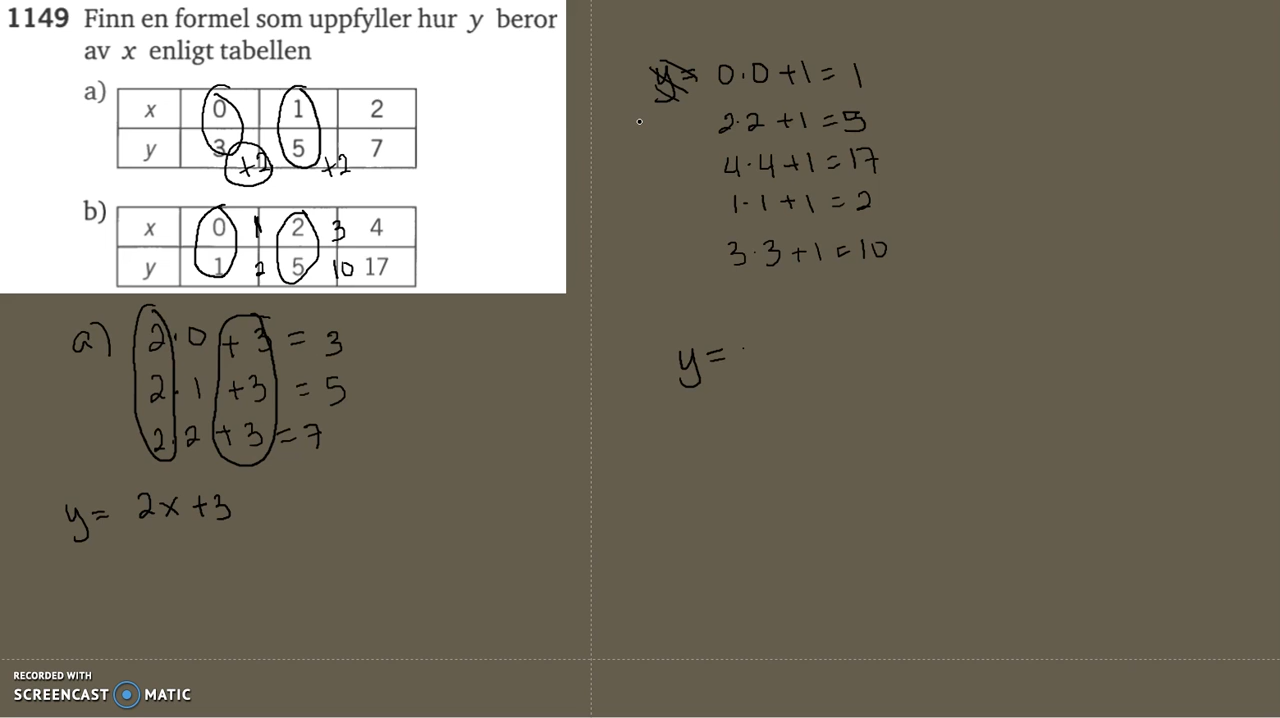 1149 Finn en formel som uppfyller hur y beror
av x enligt tabellen
a)
x 0 1 2
y 3 5 7
+2 +2
b)
x 0 1 2 3 4
y 1 2 5 10 17
a) 2·0 +3 = 3
2·1 +3 = 5
2·2 +3 = 7
y = 2x+3
y= 0·0+1=1
2·2+1=5
4·4+1=17
1·1+1=2
3·3+1=10
y=
RECORDED WITH
SCREENCAST MATIC